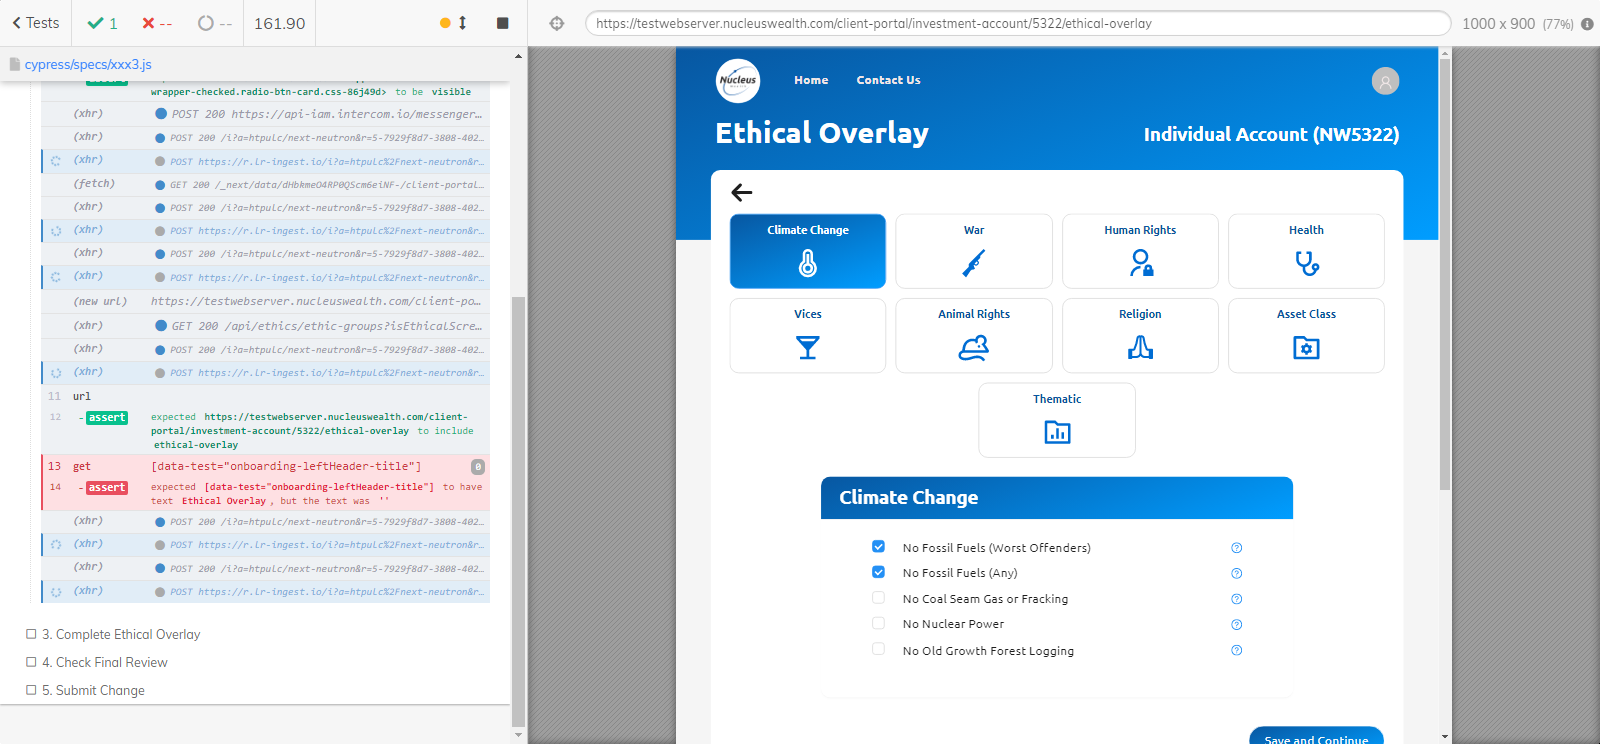 Tests
1
--
--
161.90
https://testwebserver.nucleuswealth.com/client-portal/investment-account/5322/ethical-overlay
1000 x 900 (77%)
cypress/specs/xxx3.js
wrapper-checked.radio-btn-card.css-86j49d> to be visible
(xhr) POST 200 https://api-iam.intercom.io/messenger...
(xhr) POST 200 /i?a=htpulc/next-neutron&r=5-7929f8d7-3808-402...
(xhr) POST https://r.lr-ingest.io/i?a=htpulc%2Fnext-neutron&r...
(fetch) GET 200 /_next/data/dHbkmeO4RP0QScm6eiNF-/client-portal...
(xhr) POST 200 /i?a=htpulc/next-neutron&r=5-7929f8d7-3808-402...
(xhr) POST https://r.lr-ingest.io/i?a=htpulc%2Fnext-neutron&r...
(xhr) POST 200 /i?a=htpulc/next-neutron&r=5-7929f8d7-3808-402...
(xhr) POST https://r.lr-ingest.io/i?a=htpulc%2Fnext-neutron&r...
(new url) https://testwebserver.nucleuswealth.com/client-po...
(xhr) GET 200 /api/ethics/ethic-groups?isEthicalScre...
(xhr) POST 200 /i?a=htpulc/next-neutron&r=5-7929f8d7-3808-402...
(xhr) POST https://r.lr-ingest.io/i?a=htpulc%2Fnext-neutron&r...
11 url
12 - assert expected https://testwebserver.nucleuswealth.com/client-
portal/investment-account/5322/ethical-overlay to include
ethical-overlay
13 get [data-test="onboarding-leftHeader-title"] 0
14 - assert expected [data-test="onboarding-leftHeader-title"] to have
text Ethical Overlay, but the text was ''
(xhr) POST 200 /i?a=htpulc/next-neutron&r=5-7929f8d7-3808-402...
(xhr) POST https://r.lr-ingest.io/i?a=htpulc%2Fnext-neutron&r...
(xhr) POST 200 /i?a=htpulc/next-neutron&r=5-7929f8d7-3808-402...
(xhr) POST https://r.lr-ingest.io/i?a=htpulc%2Fnext-neutron&r...
3. Complete Ethical Overlay
4. Check Final Review
5. Submit Change
Nucleus
Home Contact Us
Ethical Overlay
Individual Account (NW5322)
Climate Change
War
Human Rights
Health
Vices
Animal Rights
Religion
Asset Class
Thematic
Climate Change
No Fossil Fuels (Worst Offenders)
No Fossil Fuels (Any)
No Coal Seam Gas or Fracking
No Nuclear Power
No Old Growth Forest Logging
Save and Continue